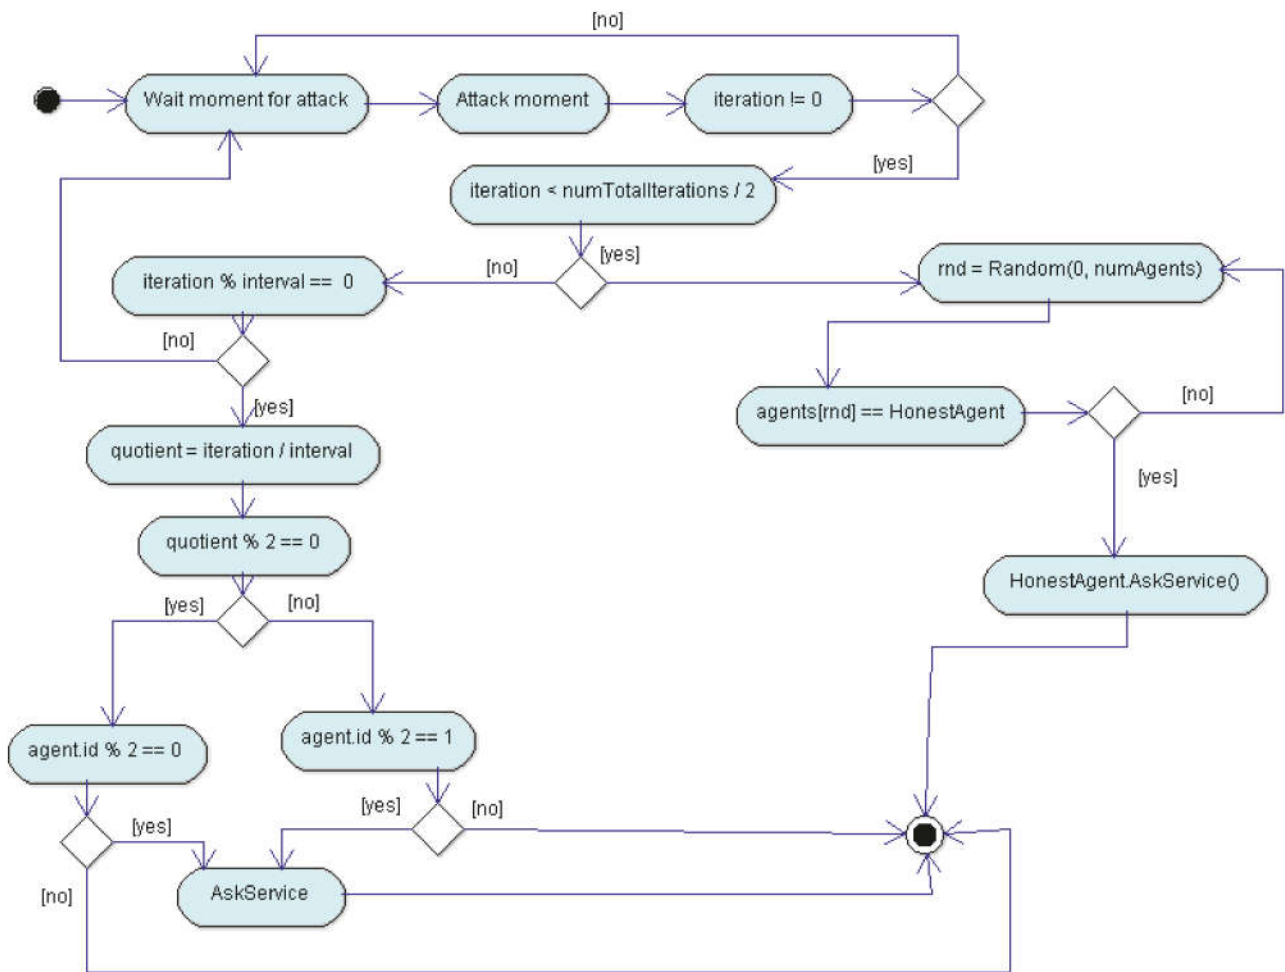 [no]
Wait moment for attack
Attack moment
iteration != 0
[yes]
iteration < numTotalIterations / 2
[yes]
[no]
rnd = Random(0, numAgents)
iteration % interval == 0
[no]
[no]
agents[rnd] == HonestAgent
[yes]
quotient = iteration / interval
[yes]
quotient % 2 == 0
HonestAgent.AskService()
[yes]
[no]
agent.id % 2 == 0
agent.id % 2 == 1
[yes]
[yes]
[no]
[no]
AskService